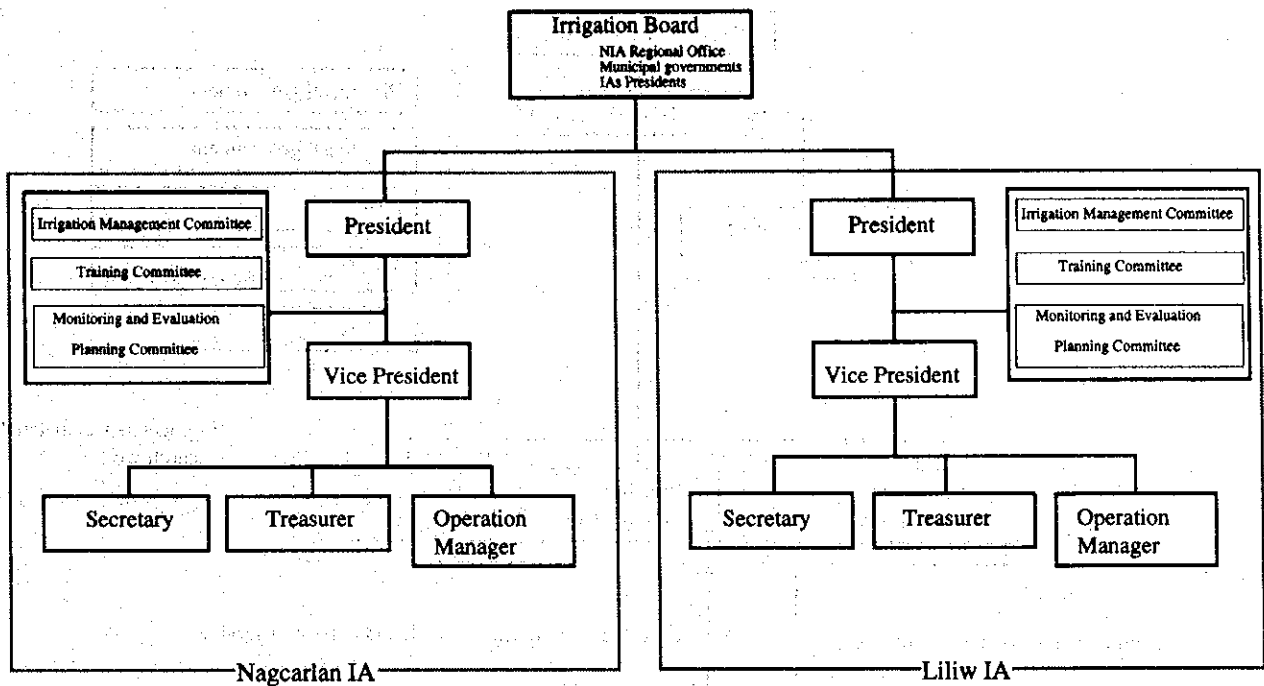 Irrigation Board
NIA Regional Office
Municipal governments
IAs Presidents
Irrigation Management Committee
Training Committee
Monitoring and Evaluation
Planning Committee
President
Vice President
Secretary
Treasurer
Operation
Manager
Nagcarlan IA
President
Irrigation Management Committee
Training Committee
Monitoring and Evaluation
Planning Committee
Vice President
Secretary
Treasurer
Operation
Manager
Liliw IA